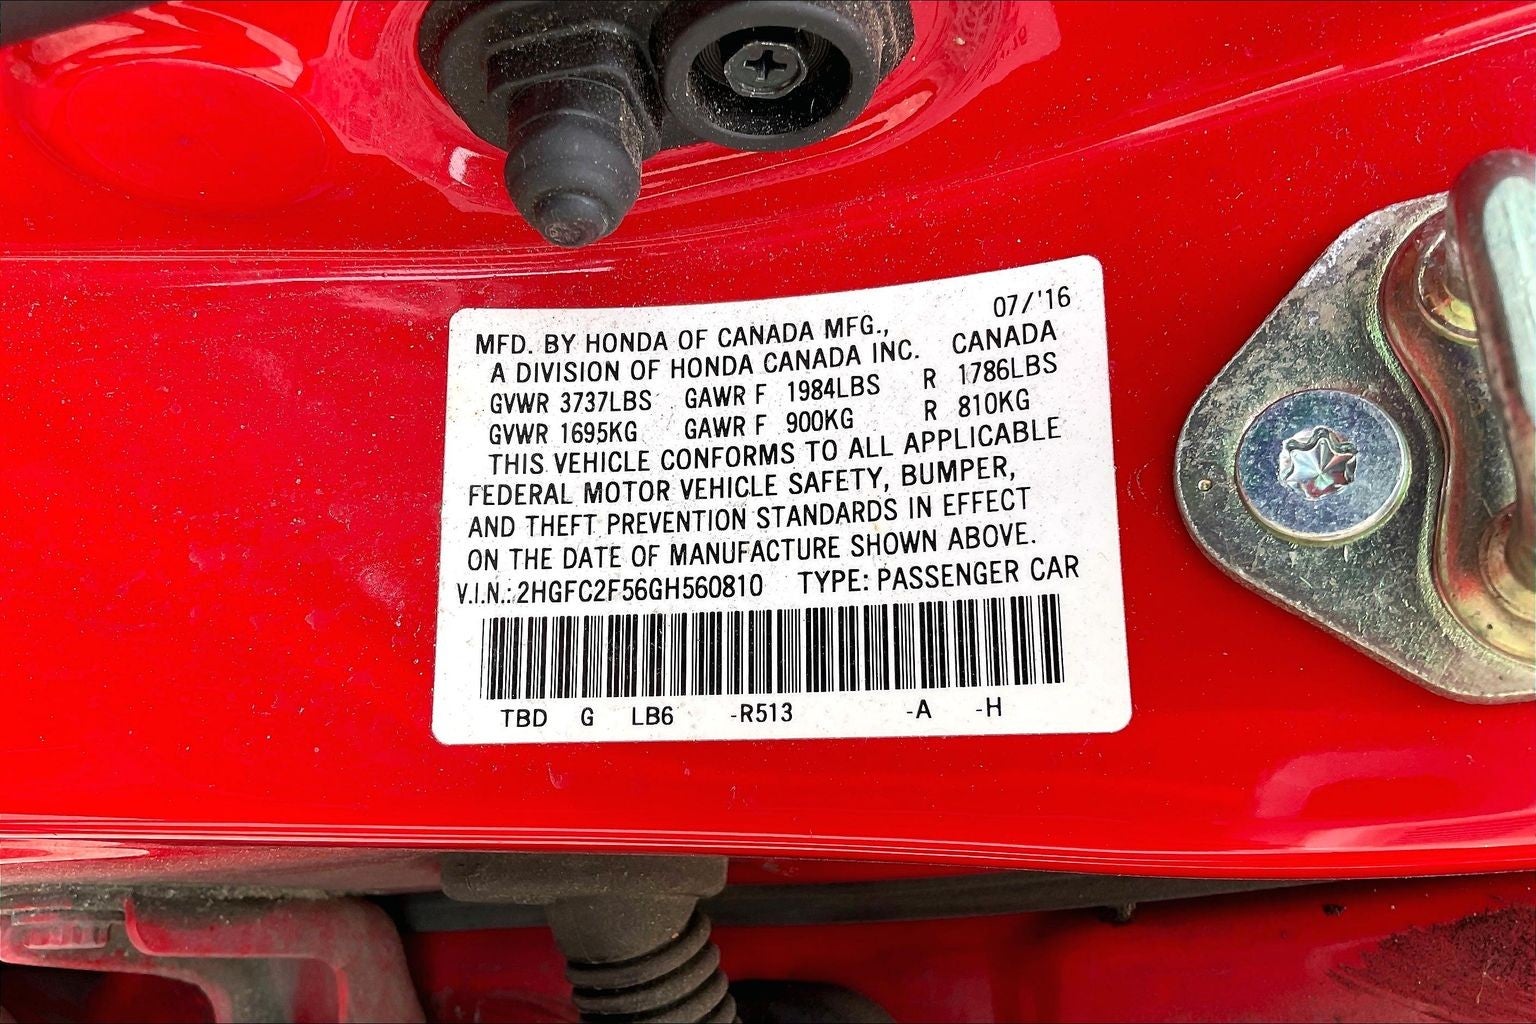 07/'16
MFD. BY HONDA OF CANADA MFG.,
A DIVISION OF HONDA CANADA INC. CANADA
GVWR 3737LBS GAWR F 1984LBS R 1786LBS
GVWR 1695KG GAWR F 900KG R 810KG
THIS VEHICLE CONFORMS TO ALL APPLICABLE
FEDERAL MOTOR VEHICLE SAFETY, BUMPER,
AND THEFT PREVENTION STANDARDS IN EFFECT
ON THE DATE OF MANUFACTURE SHOWN ABOVE.
V.I.N.: 2HGFC2F56GH560810 TYPE: PASSENGER CAR
TBD G LB6 -R513 -A -H